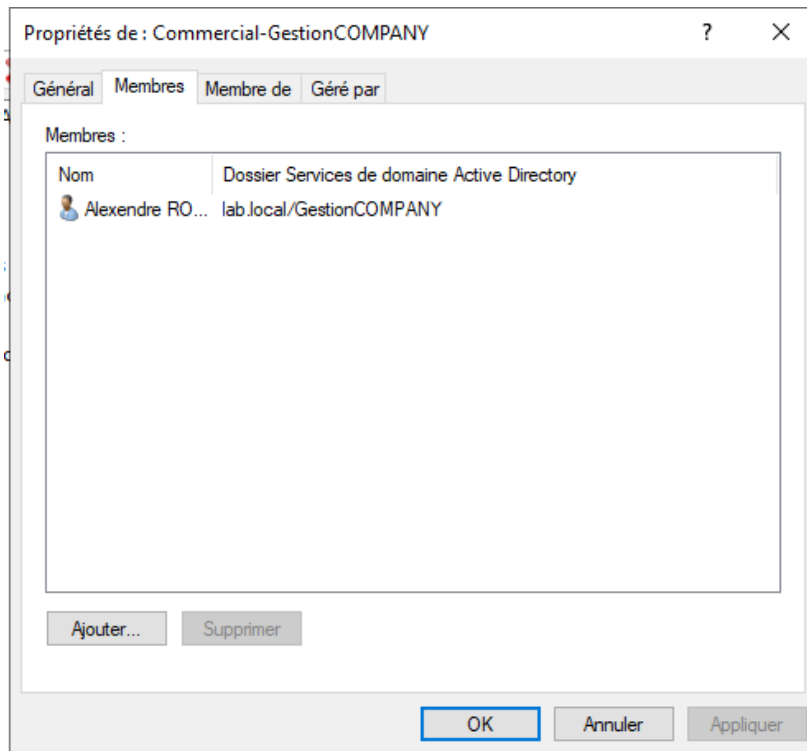 Propriétés de : Commercial-GestionCOMPANY ? ×
Général Membres Membre de Géré par
Membres :
Nom Dossier Services de domaine Active Directory
Alexendre RO... lab.local/GestionCOMPANY
Ajouter... Supprimer
OK Annuler Appliquer